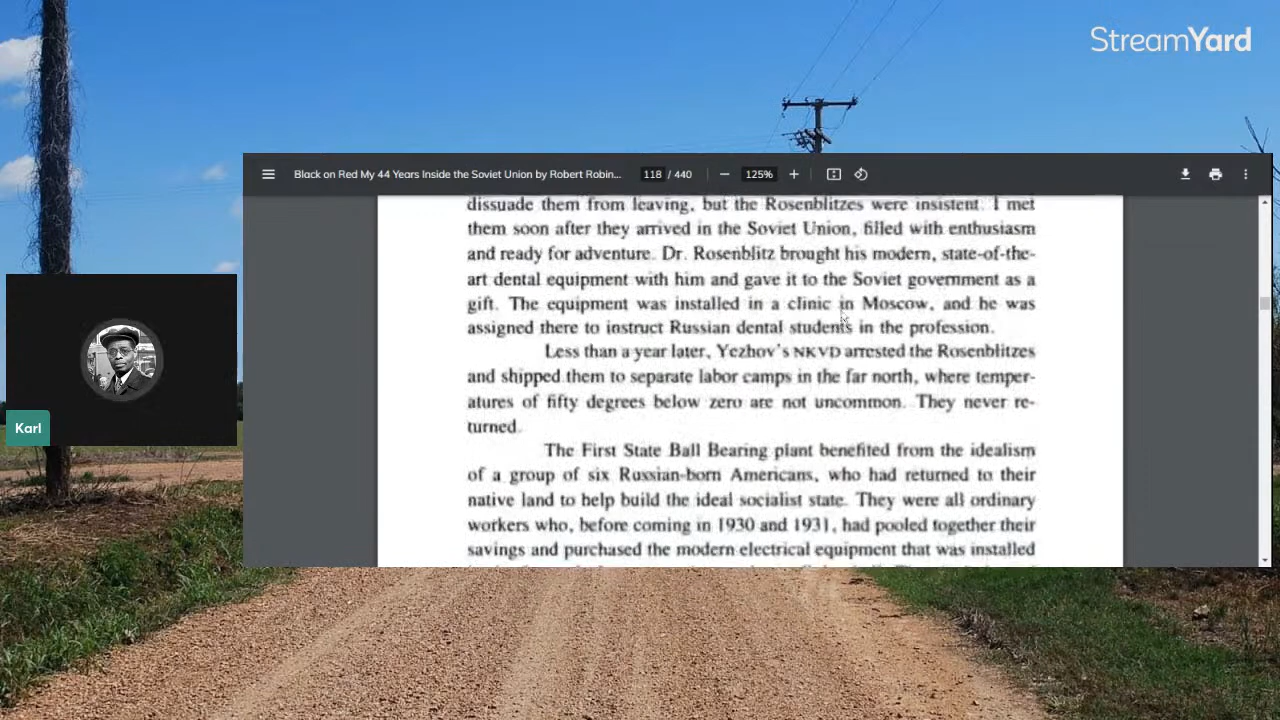 StreamYard
Black on Red My 44 Years Inside the Soviet Union by Robert Robin...
118 / 440
125%
dissuade them from leaving, but the Rosenblitzes were insistent. I met
them soon after they arrived in the Soviet Union, filled with enthusiasm
and ready for adventure. Dr. Rosenblitz brought his modern, state-of-the-
art dental equipment with him and gave it to the Soviet government as a
gift. The equipment was installed in a clinic in Moscow, and he was
assigned there to instruct Russian dental students in the profession.
Less than a year later, Yezhov's NKVD arrested the Rosenblitzes
and shipped them to separate labor camps in the far north, where temper-
atures of fifty degrees below zero are not uncommon. They never re-
turned.
The First State Ball Bearing plant benefited from the idealism
of a group of six Russian-born Americans, who had returned to their
native land to help build the ideal socialist state. They were all ordinary
workers who, before coming in 1930 and 1931, had pooled together their
savings and purchased the modern electrical equipment that was installed
Karl